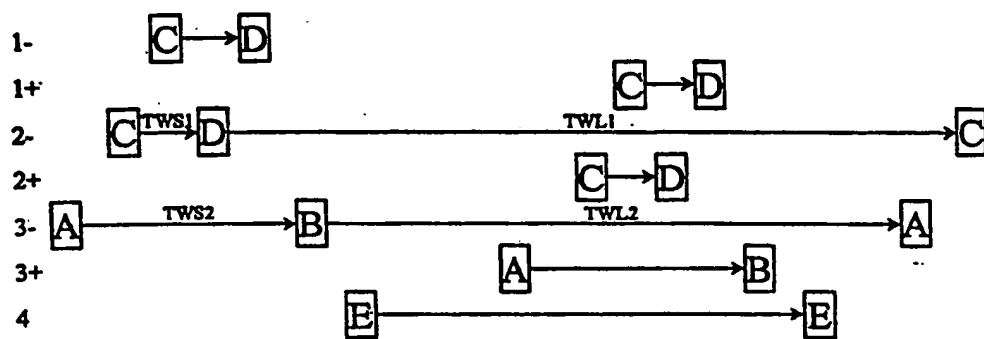 1- C D
1+ C D
2- C TWS1 D TWL1 C
2+ C D
3- A TWS2 B TWL2 A
3+ A B
4 E E